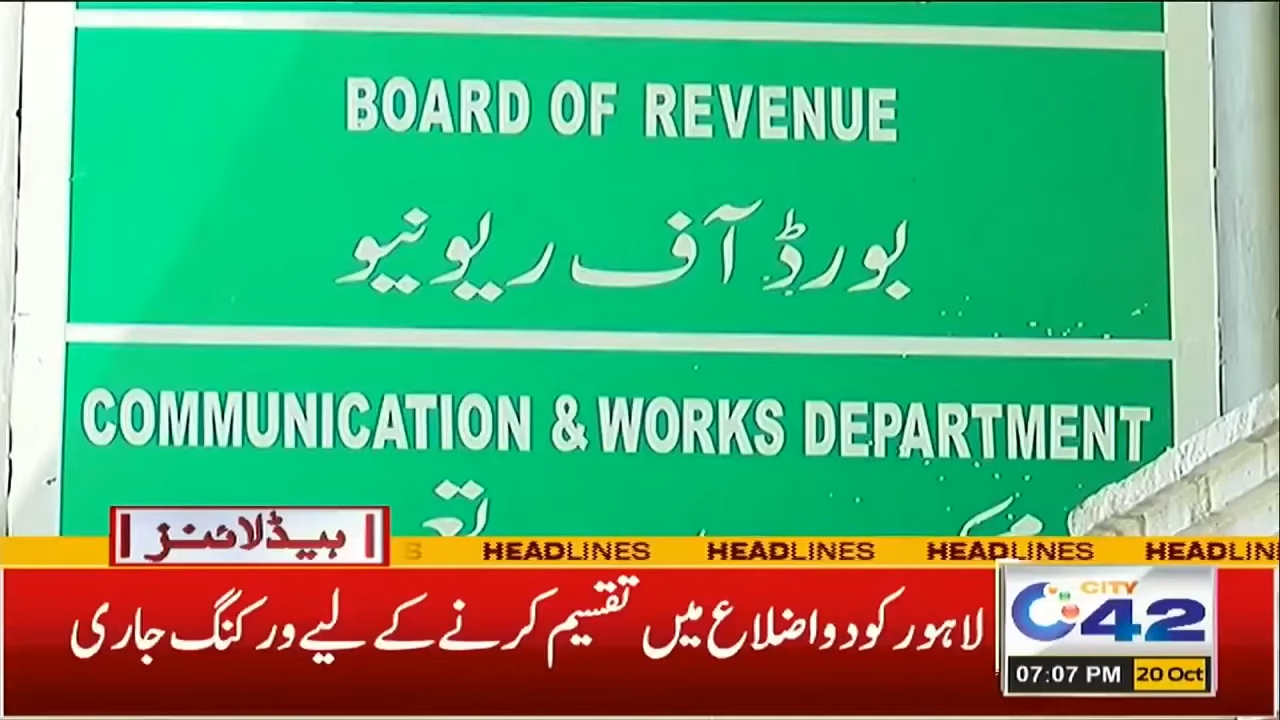 BOARD OF REVENUE
بورڈ آف ریونیو
COMMUNICATION & WORKS DEPARTMENT
ہیڈلائنز
HEADLINES HEADLINES HEADLINES HEADLIN
لاہور کو دو اضلاع میں تقسیم کرنے کے لیے ورکنگ جاری
CITY
42
07:07 PM 20 Oct